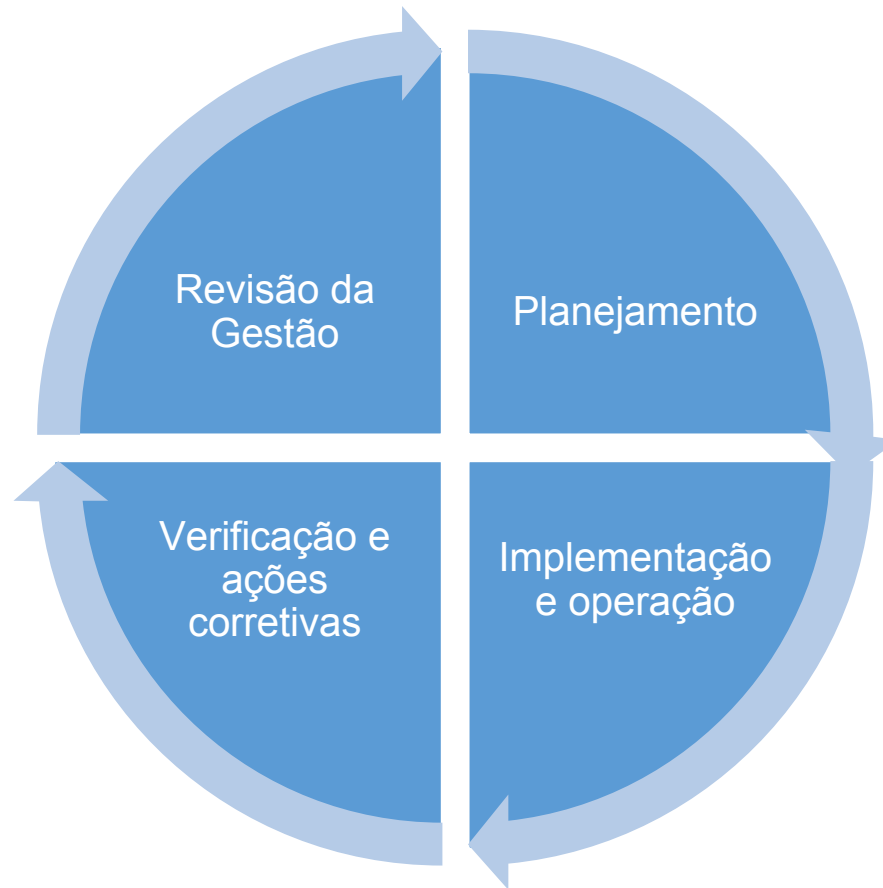 Revisão da
Gestão
Planejamento
Verificação e
ações
corretivas
Implementação
e operação